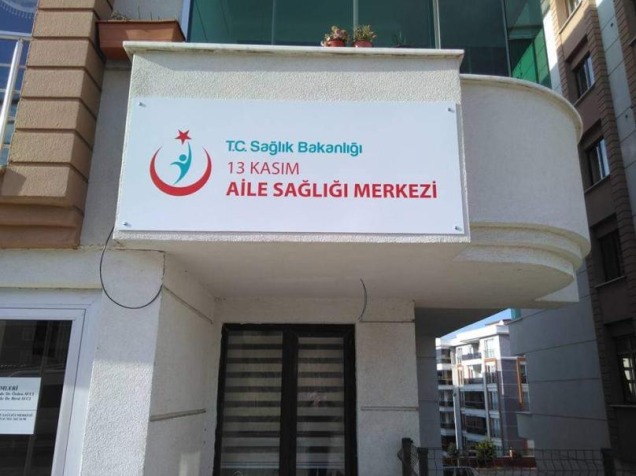 T.C. Sağlık Bakanlığı
13 KASIM
AİLE SAĞLIĞI MERKEZİ